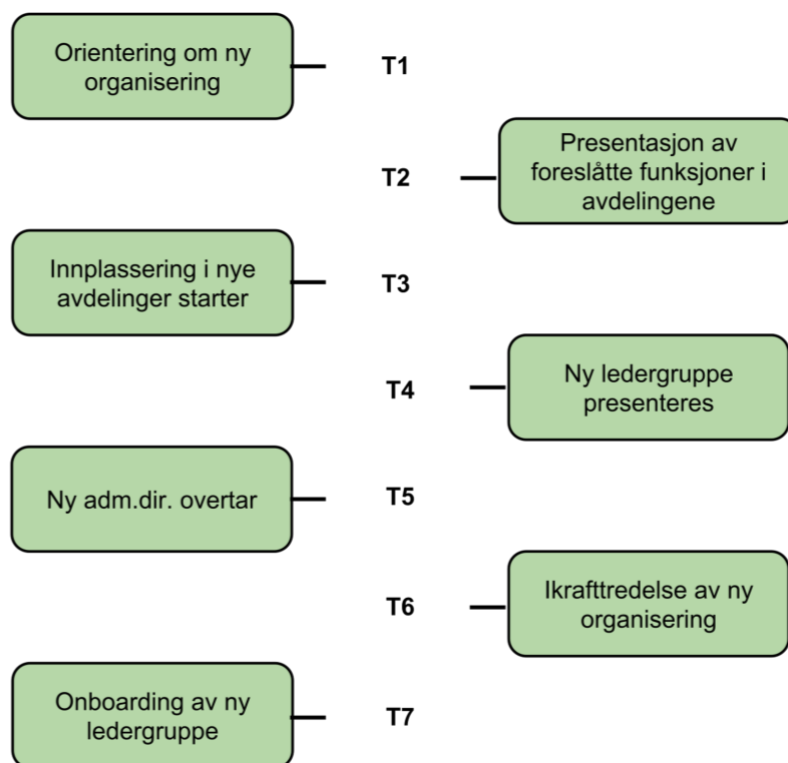 Orientering om ny
organisering
T1
T2
Presentasjon av
foreslåtte funksjoner i
avdelingene
Innplassering i nye
avdelinger starter
T3
T4
Ny ledergruppe
presenteres
Ny adm.dir. overtar
T5
T6
Ikrafttredelse av ny
organisering
Onboarding av ny
ledergruppe
T7